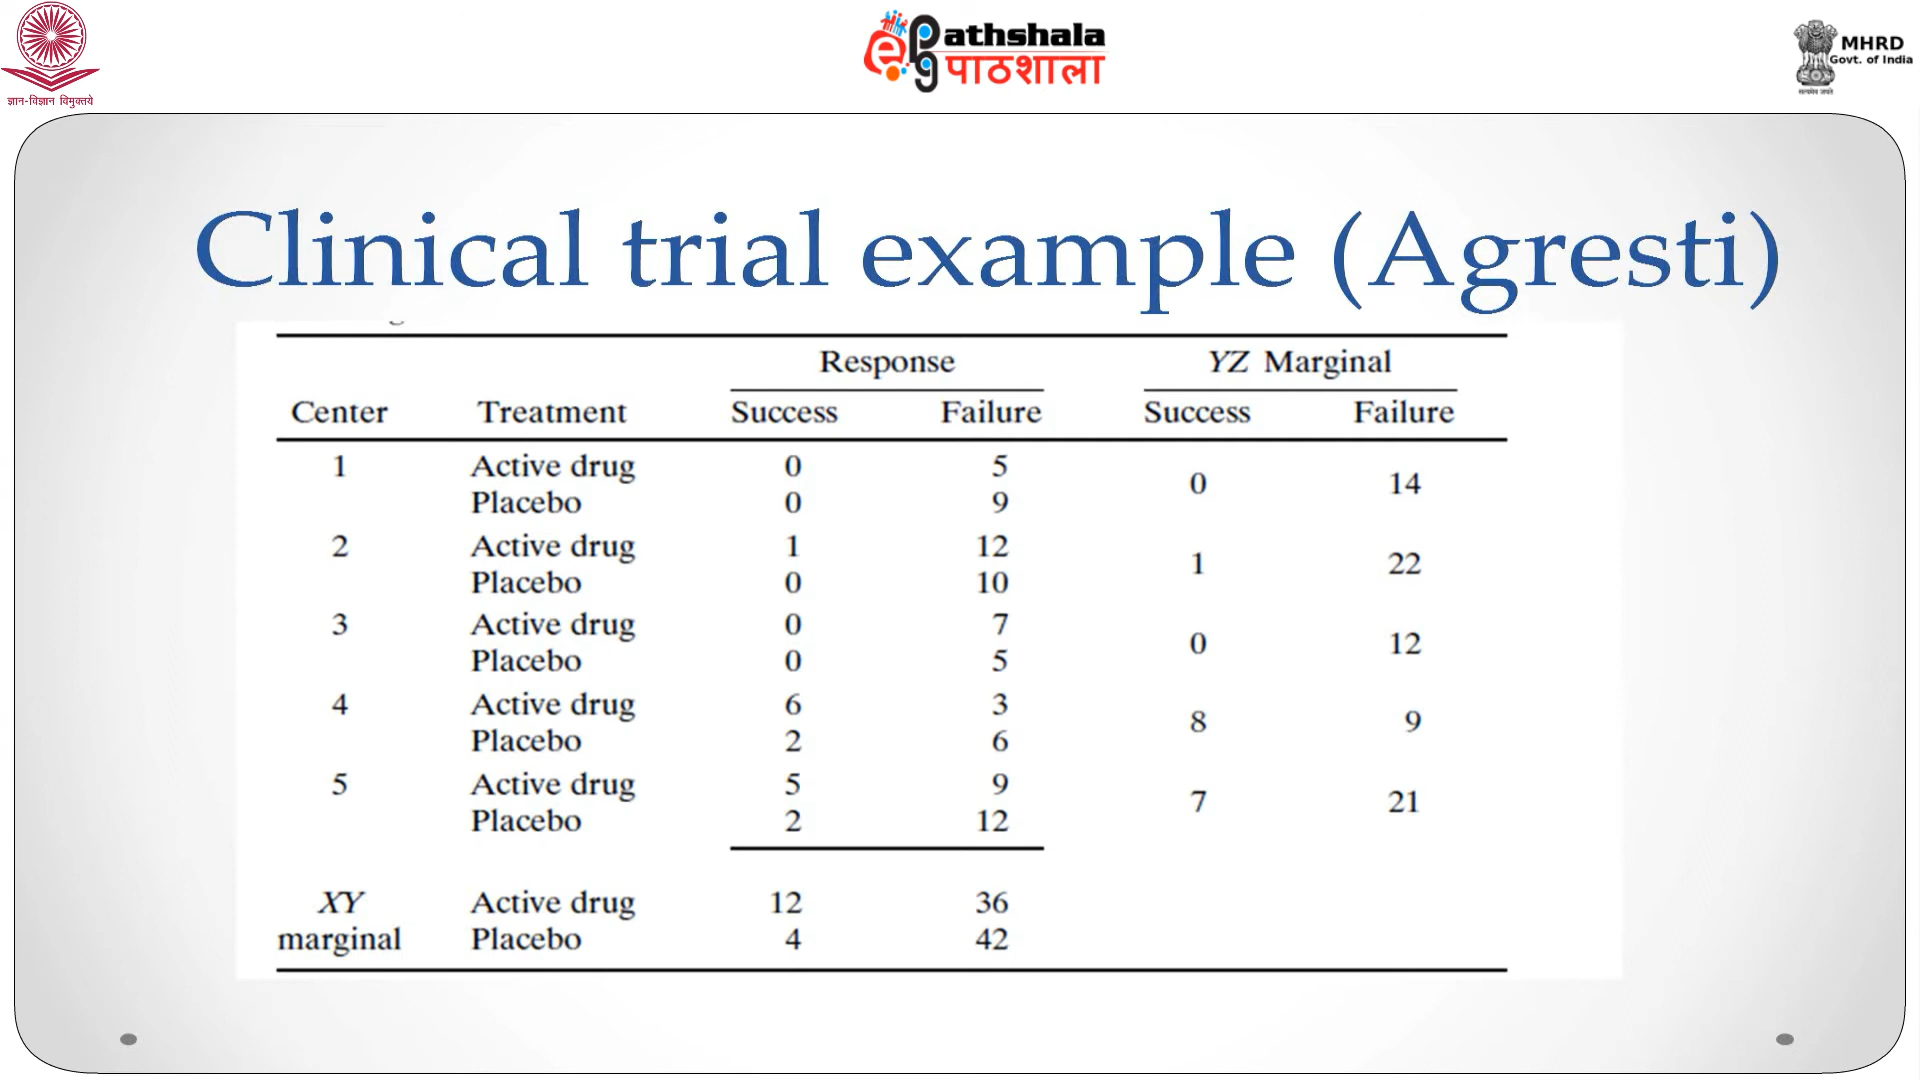 ज्ञान-विज्ञान विमुक्तये
ePG Pathshala
पाठशाला
MHRD
Govt. of India
सत्यमेव जयते
Clinical trial example (Agresti)
Response YZ Marginal
Center Treatment Success Failure Success Failure
1 Active drug 0 5 0 14
Placebo 0 9
2 Active drug 1 12 1 22
Placebo 0 10
3 Active drug 0 7 0 12
Placebo 0 5
4 Active drug 6 3 8 9
Placebo 2 6
5 Active drug 5 9 7 21
Placebo 2 12
XY Active drug 12 36
marginal Placebo 4 42